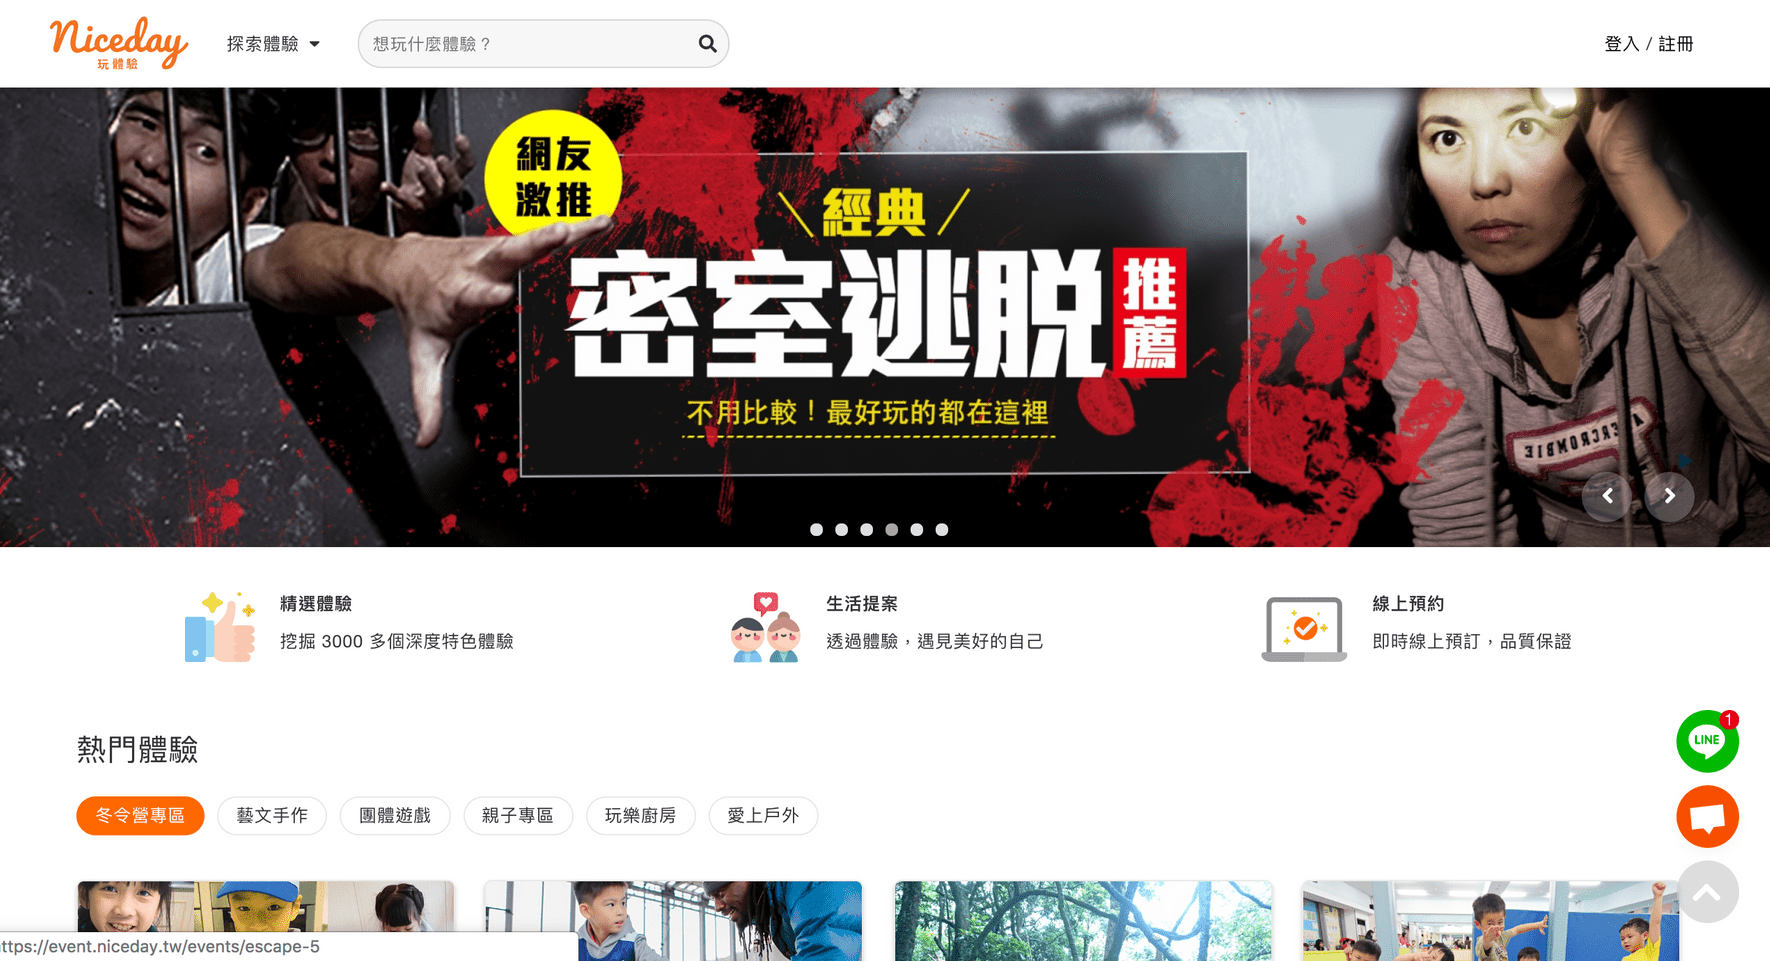 Niceday
玩體驗
探索體驗
想玩什麼體驗？
登入 / 註冊
網友
激推
經典
密室逃脫
推薦
不用比較！最好玩的都在這裡
ABERCROMBIE
精選體驗
挖掘 3000 多個深度特色體驗
生活提案
透過體驗，遇見美好的自己
線上預約
即時線上預訂，品質保證
LINE
1
熱門體驗
冬令營專區
藝文手作
團體遊戲
親子專區
玩樂廚房
愛上戶外
ttps://event.niceday.tw/events/escape-5